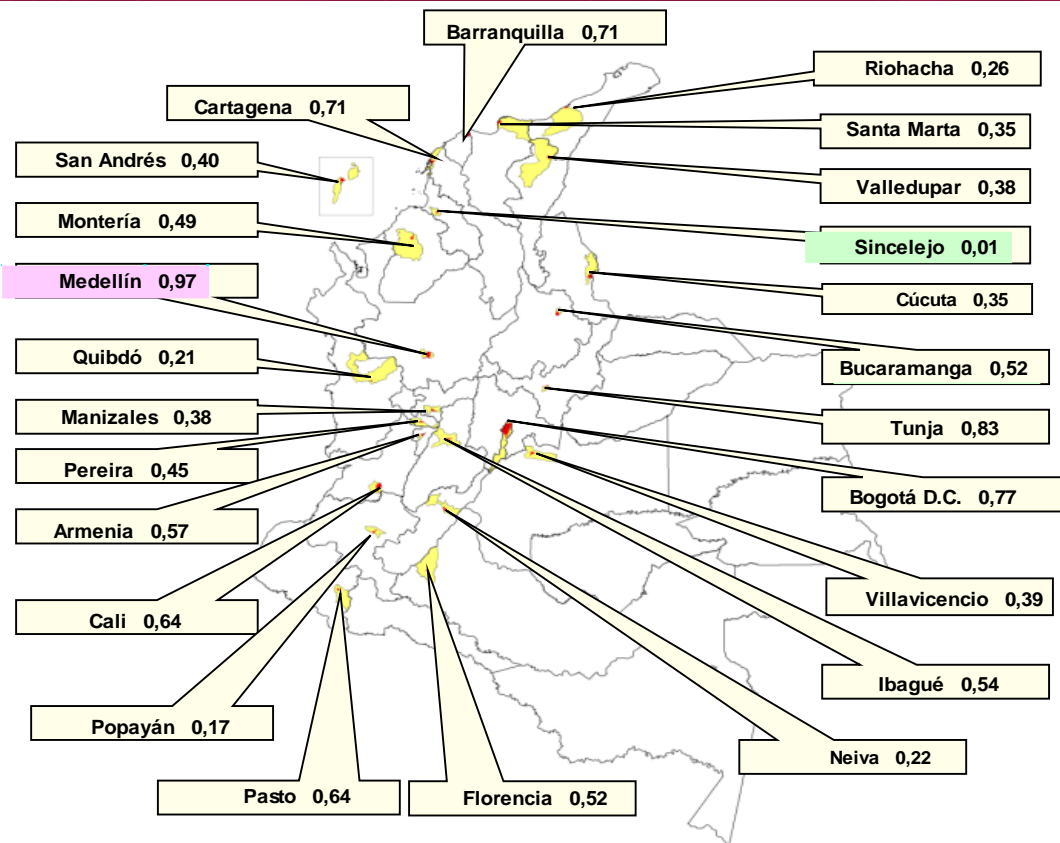 Barranquilla 0,71
Riohacha 0,26
Cartagena 0,71
Santa Marta 0,35
San Andrés 0,40
Valledupar 0,38
Montería 0,49
Sincelejo 0,01
Medellín 0,97
Cúcuta 0,35
Quibdó 0,21
Bucaramanga 0,52
Manizales 0,38
Tunja 0,83
Pereira 0,45
Bogotá D.C. 0,77
Armenia 0,57
Villavicencio 0,39
Cali 0,64
Ibagué 0,54
Popayán 0,17
Neiva 0,22
Pasto 0,64
Florencia 0,52